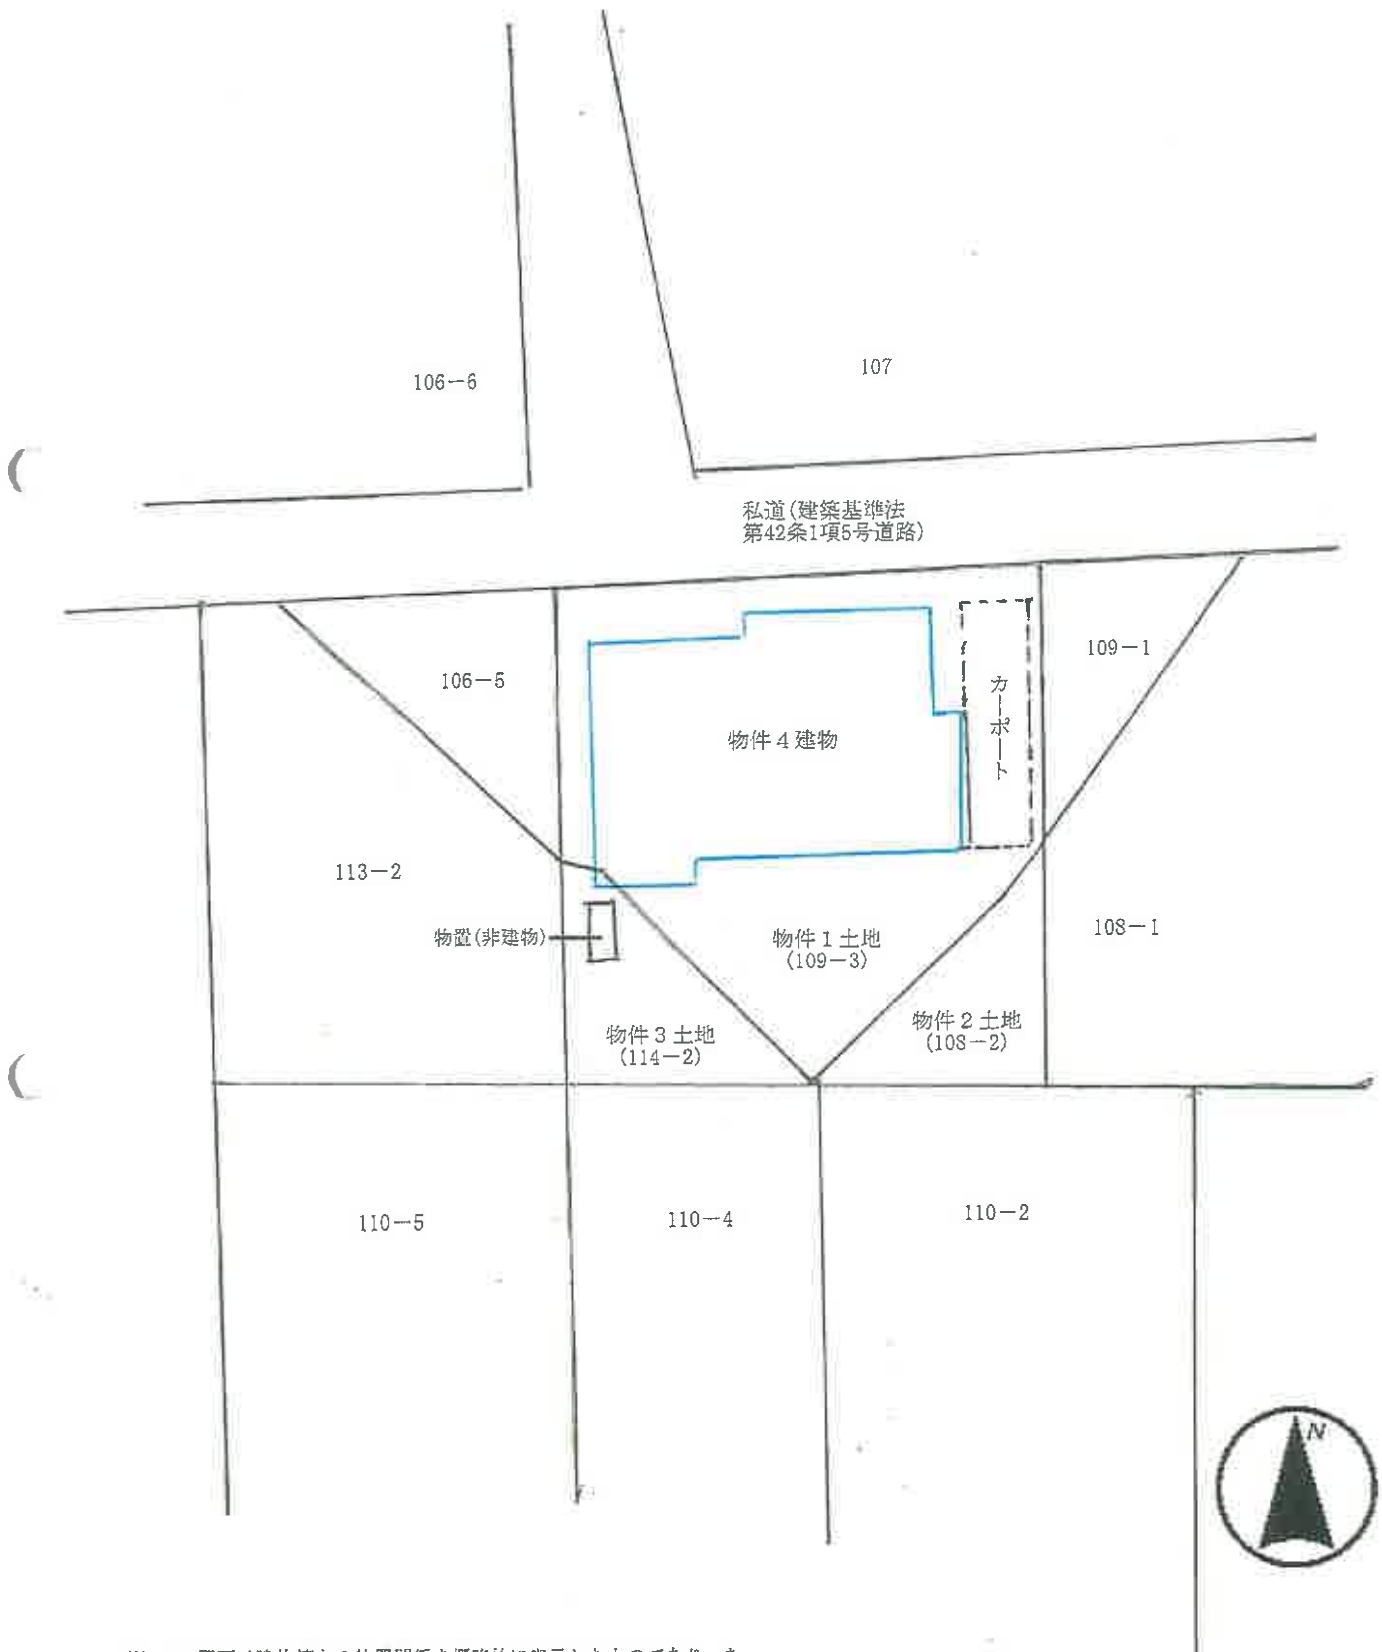 106-6
107
私道(建築基準法
第42条1項5号道路)
109-1
106-5
カーポート
物件4建物
113-2
物置(非建物)
物件1土地
(109-3)
108-1
物件3土地
(114-2)
物件2土地
(108-2)
110-5
110-4
110-2
N